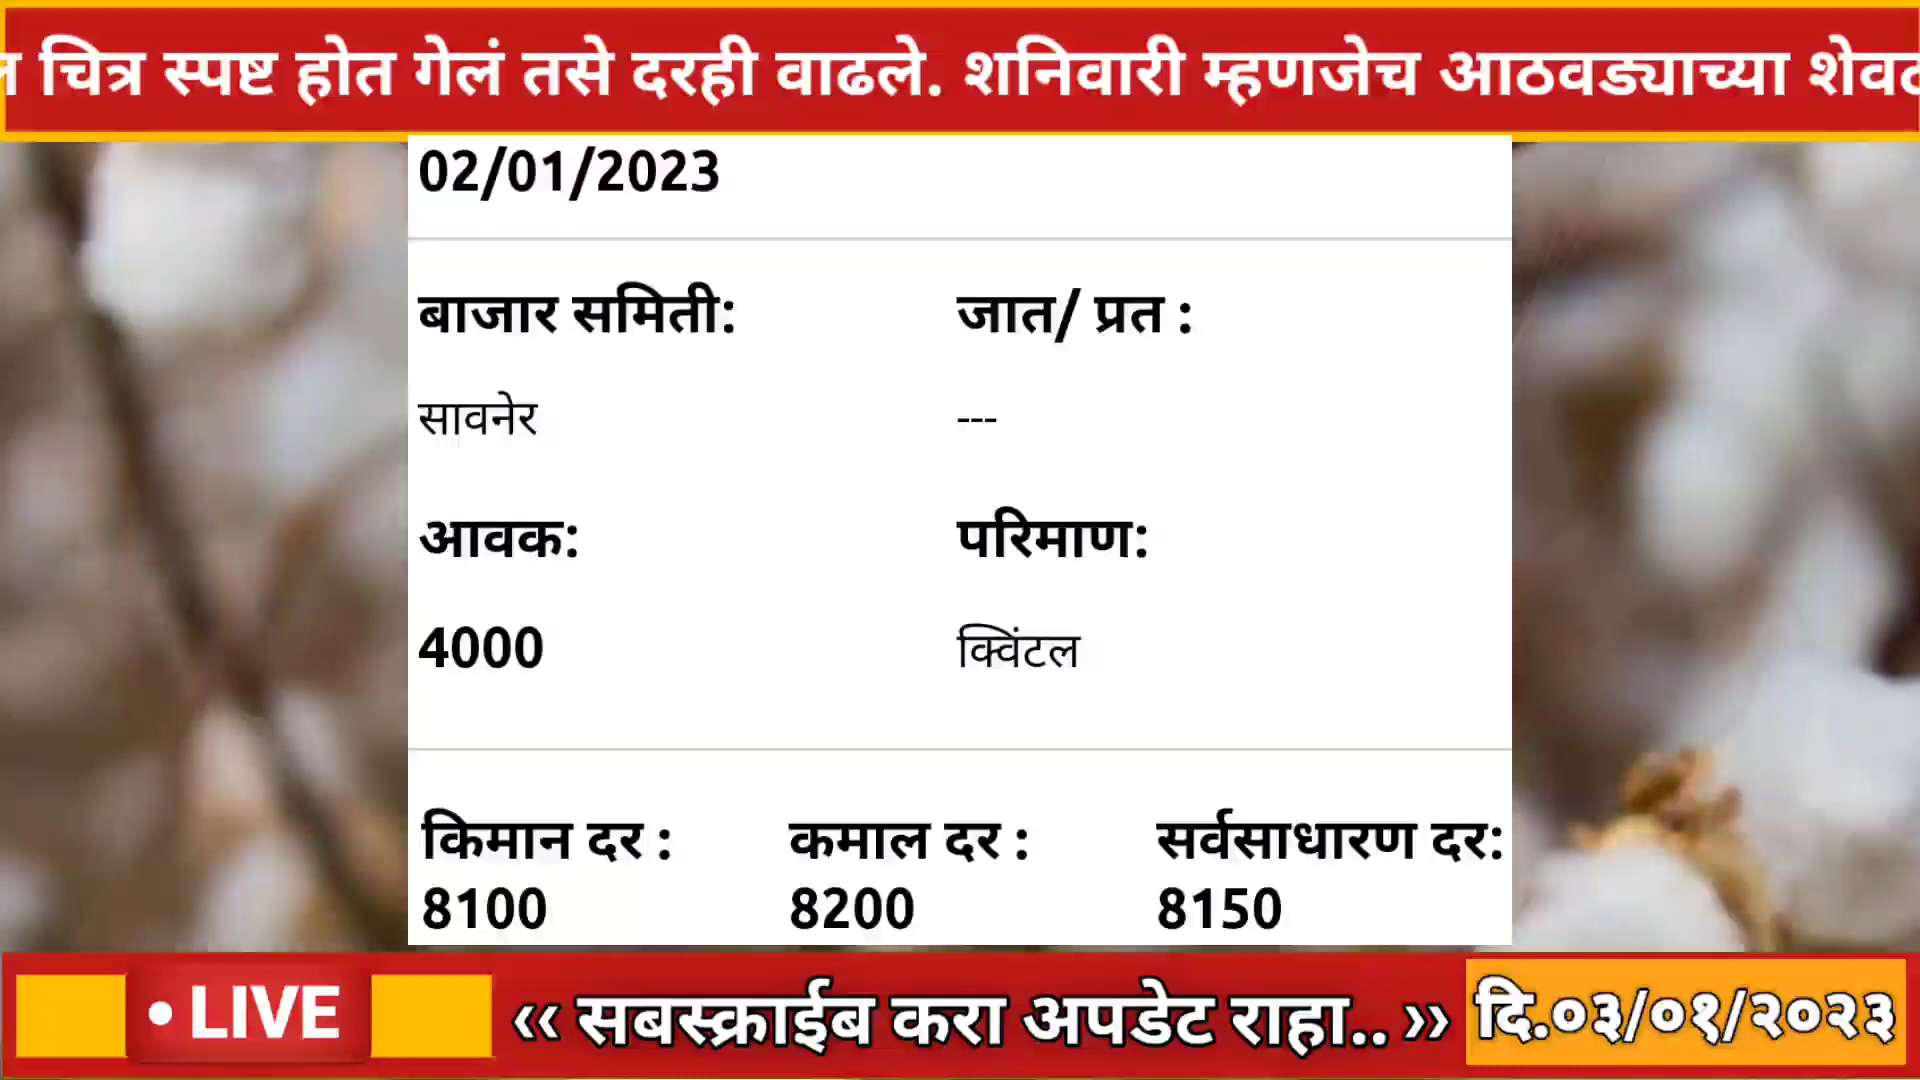 चित्र स्पष्ट होत गेलं तसे दरही वाढले. शनिवारी म्हणजेच आठवड्याच्या
02/01/2023
बाजार समिती: जात/ प्रत :
सावनेर ---
आवक: परिमाण:
4000 क्विंटल
किमान दर : कमाल दर : सर्वसाधारण दर:
8100 8200 8150
• LIVE ‹‹ सबस्क्राईब करा अपडेट राहा.. ›› दि.०३/०१/२०२३